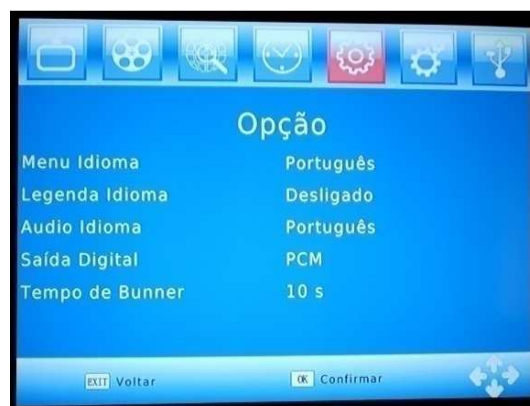 Opção
Menu Idioma Português
Legenda Idioma Desligado
Audio Idioma Português
Saída Digital PCM
Tempo de Bunner 10 s
EXIT Voltar OK Confirmar